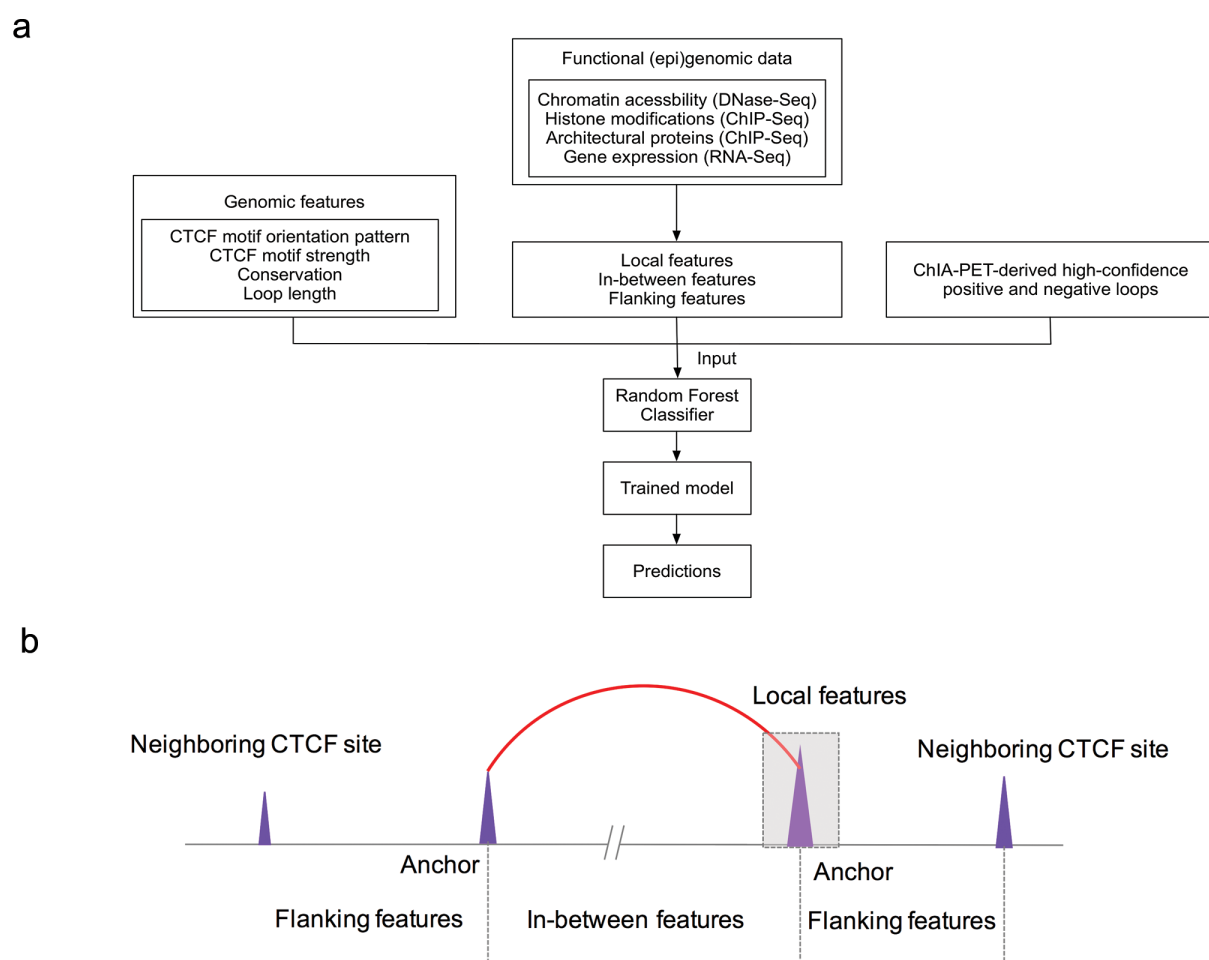 a
Functional (epi)genomic data
Chromatin acessbility (DNase-Seq)
Histone modifications (ChIP-Seq)
Architectural proteins (ChIP-Seq)
Gene expression (RNA-Seq)
Genomic features
CTCF motif orientation pattern
CTCF motif strength
Conservation
Loop length
Local features
In-between features
Flanking features
ChIA-PET-derived high-confidence
positive and negative loops
Input
Random Forest
Classifier
Trained model
Predictions
b
Local features
Neighboring CTCF site
Neighboring CTCF site
Anchor
Anchor
Flanking features
In-between features
Flanking features